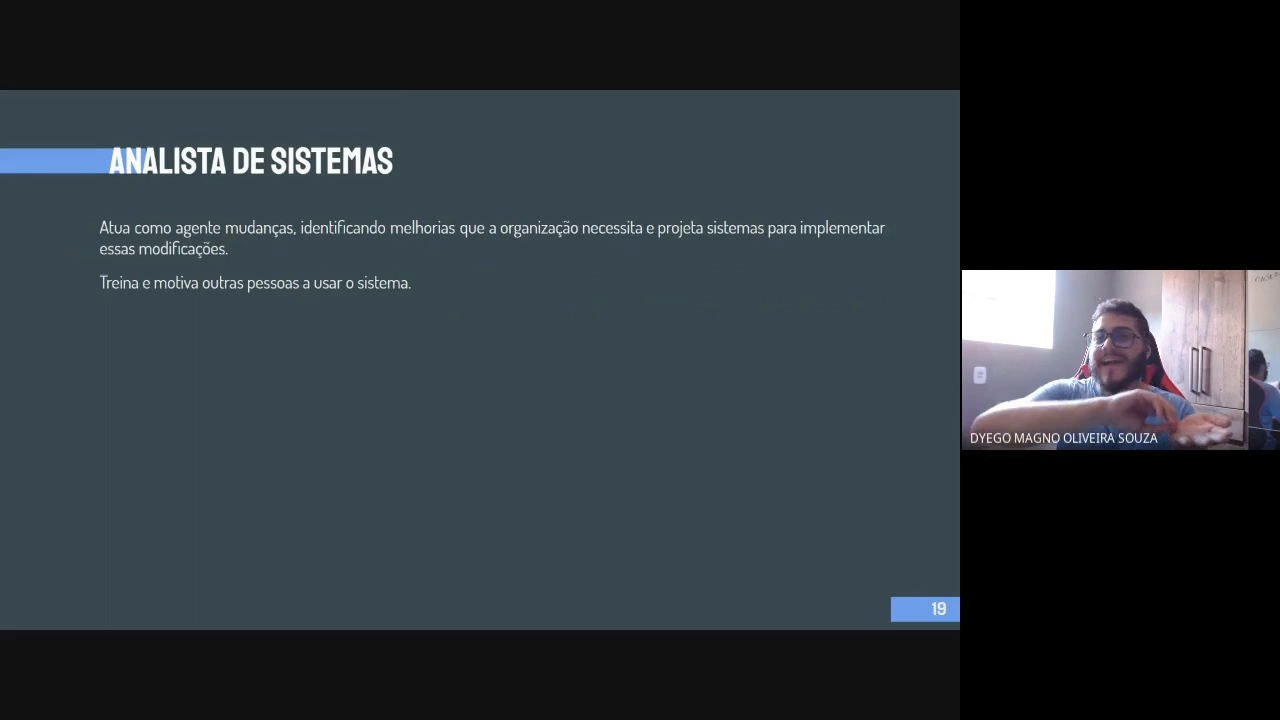 ANALISTA DE SISTEMAS
Atua como agente mudanças, identificando melhorias que a organização necessita e projeta sistemas para implementar
essas modificações.
Treina e motiva outras pessoas a usar o sistema.
DYEGO MAGNO OLIVEIRA SOUZA
19